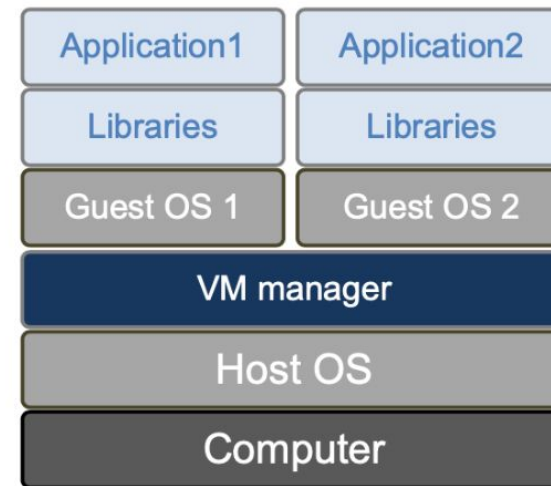 Application1 Application2
Libraries Libraries
Guest OS 1 Guest OS 2
VM manager
Host OS
Computer